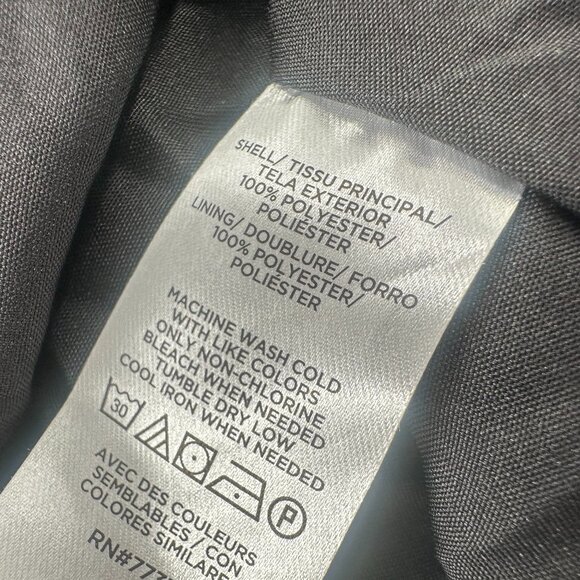 SHELL/ TISSU PRINCIPAL/
TELA EXTERIOR
100% POLYESTER/
POLIÉSTER
LINING/ DOUBLURE/ FORRO
100% POLYESTER/
POLIÉSTER
MACHINE WASH COLD
WITH LIKE COLORS
ONLY NON-CHLORINE
BLEACH WHEN NEEDED
TUMBLE DRY LOW
COOL IRON WHEN NEEDED
30 P
AVEC DES COULEURS
SEMBLABLES / CON
COLORES SIMILARE